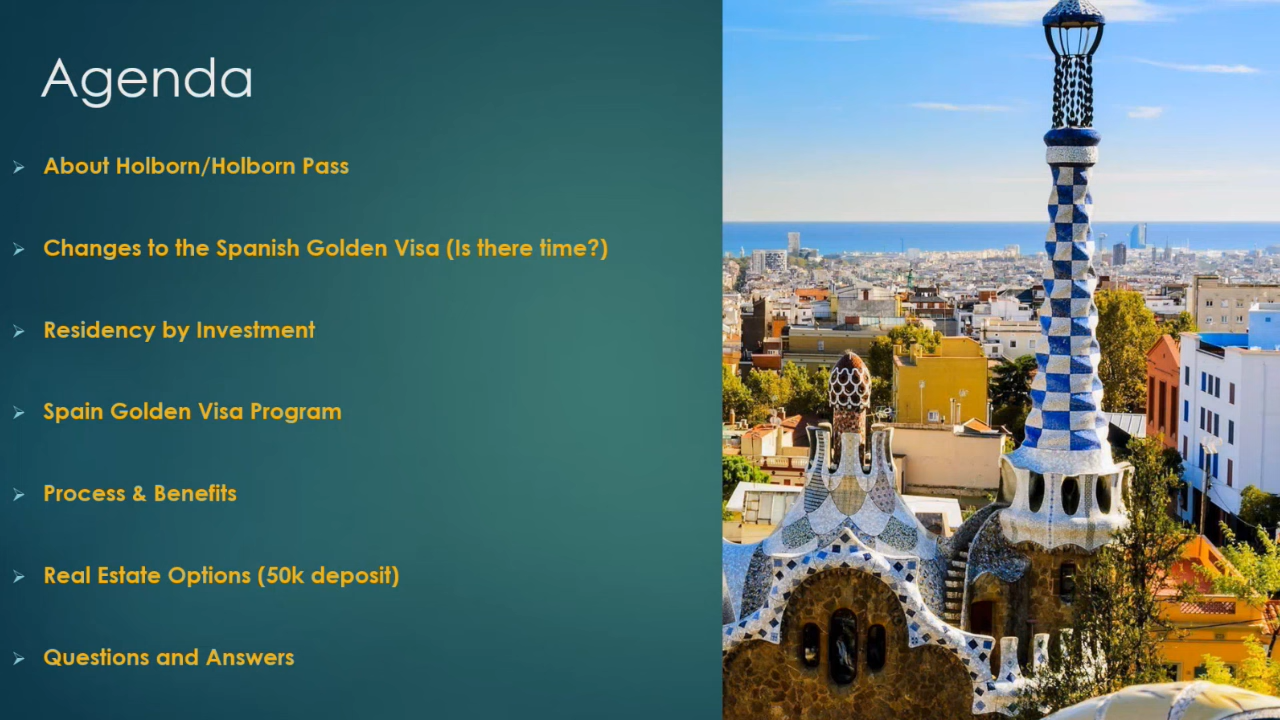 Agenda
About Holborn/Holborn Pass
Changes to the Spanish Golden Visa (Is there time?)
Residency by Investment
Spain Golden Visa Program
Process & Benefits
Real Estate Options (50k deposit)
Questions and Answers